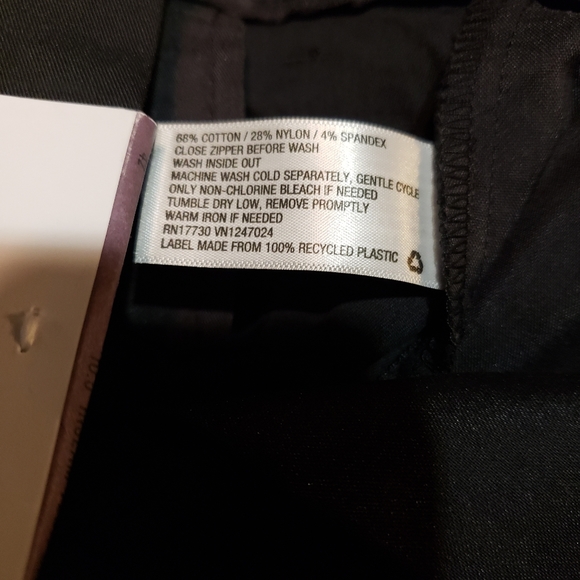 68% COTTON / 28% NYLON / 4% SPANDEX
CLOSE ZIPPER BEFORE WASH
WASH INSIDE OUT
MACHINE WASH COLD SEPARATELY, GENTLE CYCLE
ONLY NON-CHLORINE BLEACH IF NEEDED
TUMBLE DRY LOW, REMOVE PROMPTLY
WARM IRON IF NEEDED
RN17730 VN1247024
LABEL MADE FROM 100% RECYCLED PLASTIC